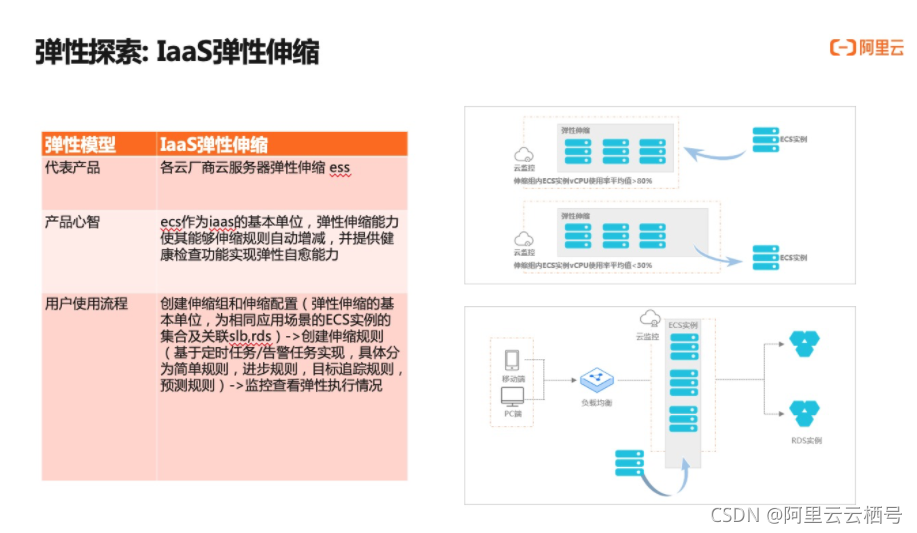 弹性探索: IaaS弹性伸缩
阿里云
弹性模型
IaaS弹性伸缩
代表产品
各云厂商云服务器弹性伸缩 ess
产品心智
ecs作为iaas的基本单位，弹性伸缩能力
使其能够伸缩规则自动增减，并提供健
康检查功能实现弹性自愈能力
用户使用流程
创建伸缩组和伸缩配置（弹性伸缩的基
本单位，为相同应用场景的ECS实例的
集合及关联slb,rds）->创建伸缩规则
（基于定时任务/告警任务实现，具体分
为简单规则，进步规则，目标追踪规则，
预测规则）->监控查看弹性执行情况
弹性伸缩
ECS实例
云监控
伸缩组内ECS实例vCPU使用率平均值>80%
弹性伸缩
云监控
ECS实例
伸缩组内ECS实例vCPU使用率平均值<30%
ECS实例
云监控
移动端
PC端
负载均衡
RDS实例
CSDN @阿里云云栖号